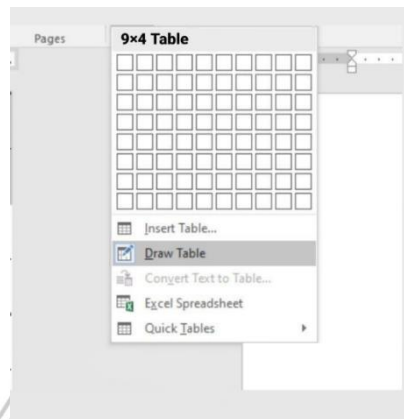 Pages
9×4 Table
Insert Table...
Draw Table
Convert Text to Table...
Excel Spreadsheet
Quick Tables